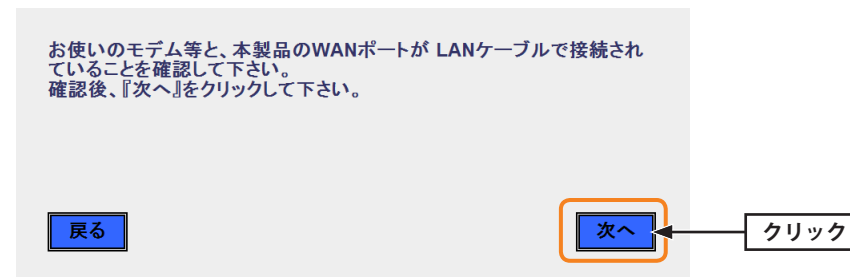 お使いのモデム等と、本製品のWANポートが LANケーブルで接続され
ていることを確認して下さい。
確認後、『次へ』をクリックして下さい。
戻る
次へ
クリック